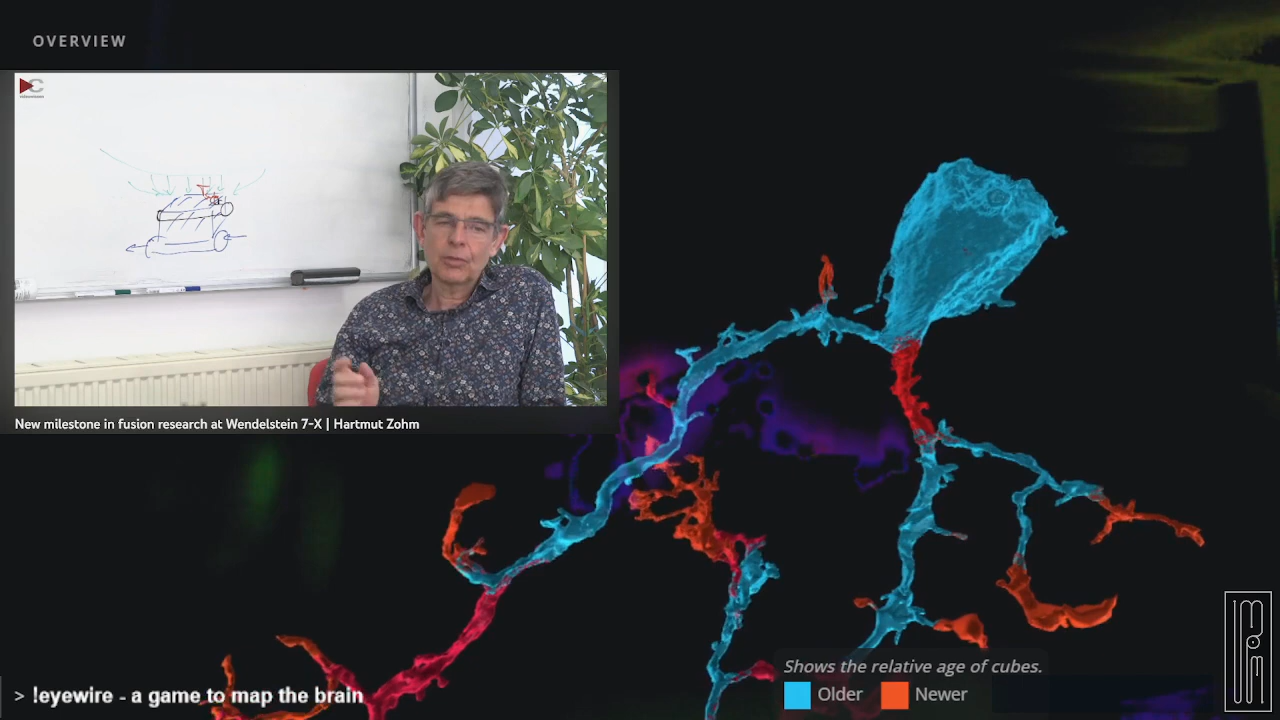 OVERVIEW
New milestone in fusion research at Wendelstein 7-X | Hartmut Zohm
Shows the relative age of cubes.
Older
Newer
> !eyewire - a game to map the brain